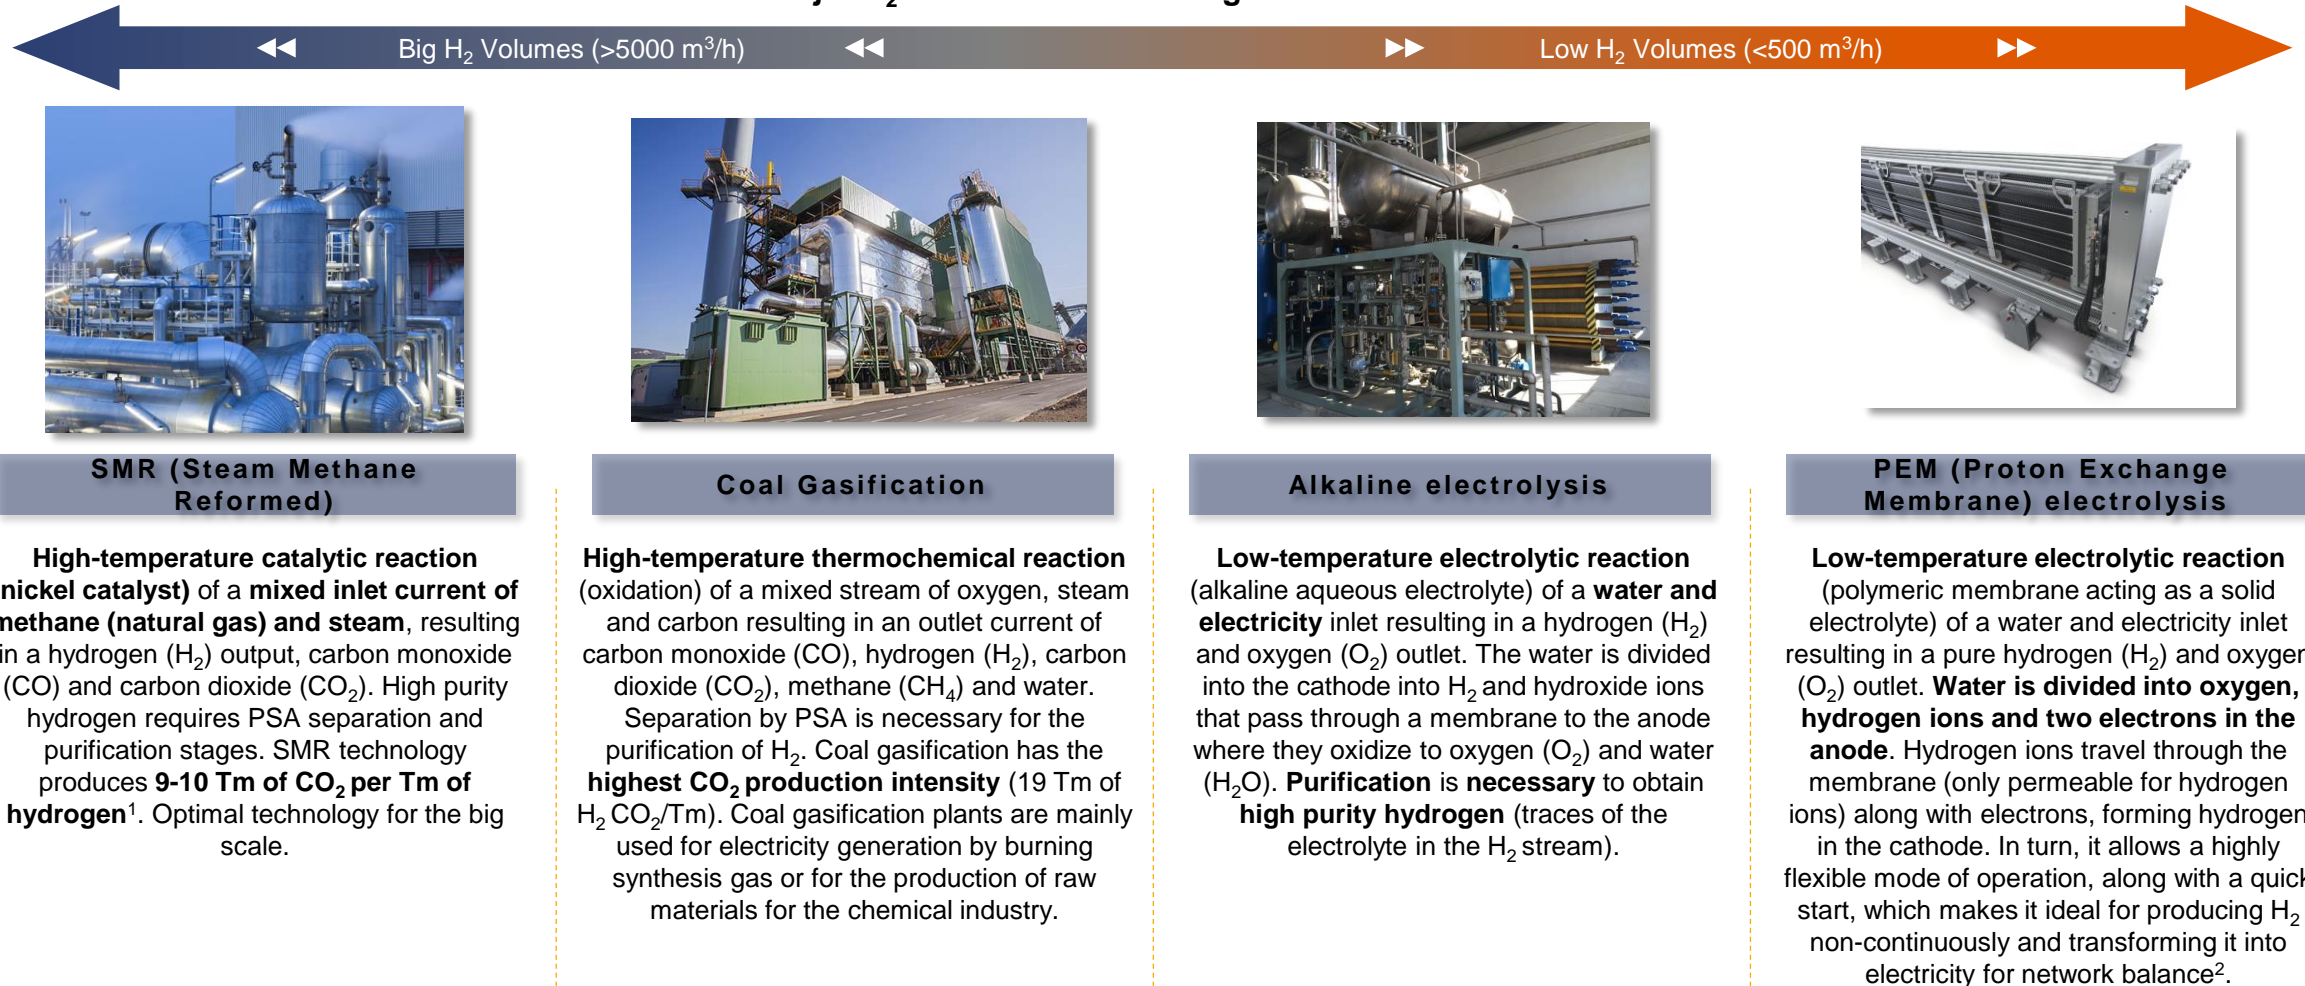 Big H₂ Volumes (>5000 m³/h)
Low H₂ Volumes (<500 m³/h)
SMR (Steam Methane
Reformed)
High-temperature catalytic reaction
nickel catalyst) of a mixed inlet current of
methane (natural gas) and steam, resulting
in a hydrogen (H₂) output, carbon monoxide
(CO) and carbon dioxide (CO₂). High purity
hydrogen requires PSA separation and
purification stages. SMR technology
produces 9-10 Tm of CO₂ per Tm of
hydrogen¹. Optimal technology for the big
scale.
Coal Gasification
High-temperature thermochemical reaction
(oxidation) of a mixed stream of oxygen, steam
and carbon resulting in an outlet current of
carbon monoxide (CO), hydrogen (H₂), carbon
dioxide (CO₂), methane (CH₄) and water.
Separation by PSA is necessary for the
purification of H₂. Coal gasification has the
highest CO₂ production intensity (19 Tm of
H₂ CO₂/Tm). Coal gasification plants are mainly
used for electricity generation by burning
synthesis gas or for the production of raw
materials for the chemical industry.
Alkaline electrolysis
Low-temperature electrolytic reaction
(alkaline aqueous electrolyte) of a water and
electricity inlet resulting in a hydrogen (H₂)
and oxygen (O₂) outlet. The water is divided
into the cathode into H₂ and hydroxide ions
that pass through a membrane to the anode
where they oxidize to oxygen (O₂) and water
(H₂O). Purification is necessary to obtain
high purity hydrogen (traces of the
electrolyte in the H₂ stream).
PEM (Proton Exchange
Membrane) electrolysis
Low-temperature electrolytic reaction
(polymeric membrane acting as a solid
electrolyte) of a water and electricity inlet
resulting in a pure hydrogen (H₂) and oxygen
(O₂) outlet. Water is divided into oxygen,
hydrogen ions and two electrons in the
anode. Hydrogen ions travel through the
membrane (only permeable for hydrogen
ions) along with electrons, forming hydrogen
in the cathode. In turn, it allows a highly
flexible mode of operation, along with a quick
start, which makes it ideal for producing H₂
non-continuously and transforming it into
electricity for network balance².